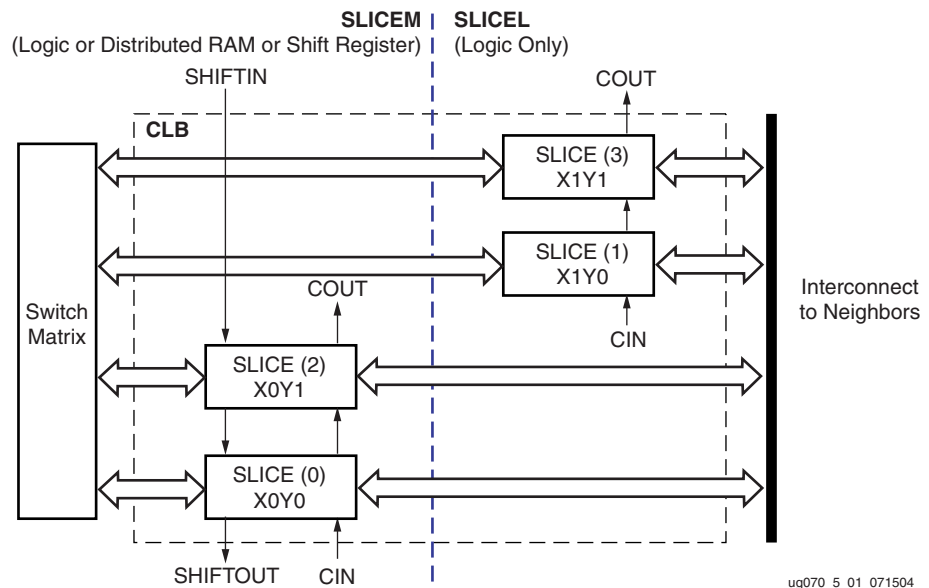 SLICEM
(Logic or Distributed RAM or Shift Register)
SLICEL
(Logic Only)
SHIFTIN
COUT
CLB
SLICE (3)
X1Y1
SLICE (1)
X1Y0
COUT
CIN
Switch
Matrix
Interconnect
to Neighbors
SLICE (2)
X0Y1
SLICE (0)
X0Y0
SHIFTOUT
CIN
ug070_5_01_071504